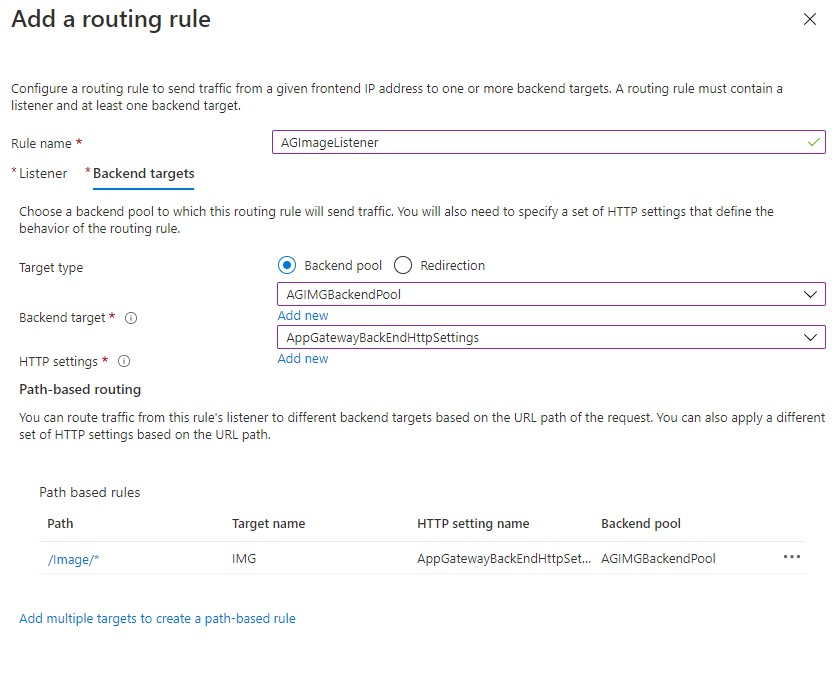 Add a routing rule
Configure a routing rule to send traffic from a given frontend IP address to one or more backend targets. A routing rule must contain a
listener and at least one backend target.
Rule name *
AGImageListener
* Listener * Backend targets
Choose a backend pool to which this routing rule will send traffic. You will also need to specify a set of HTTP settings that define the
behavior of the routing rule.
Target type
Backend pool Redirection
AGIMGBackendPool
Backend target *
Add new
AppGatewayBackEndHttpSettings
HTTP settings *
Add new
Path-based routing
You can route traffic from this rule's listener to different backend targets based on the URL path of the request. You can also apply a different
set of HTTP settings based on the URL path.
Path based rules
Path Target name HTTP setting name Backend pool
/Image/* IMG AppGatewayBackEndHttpSet... AGIMGBackendPool
Add multiple targets to create a path-based rule